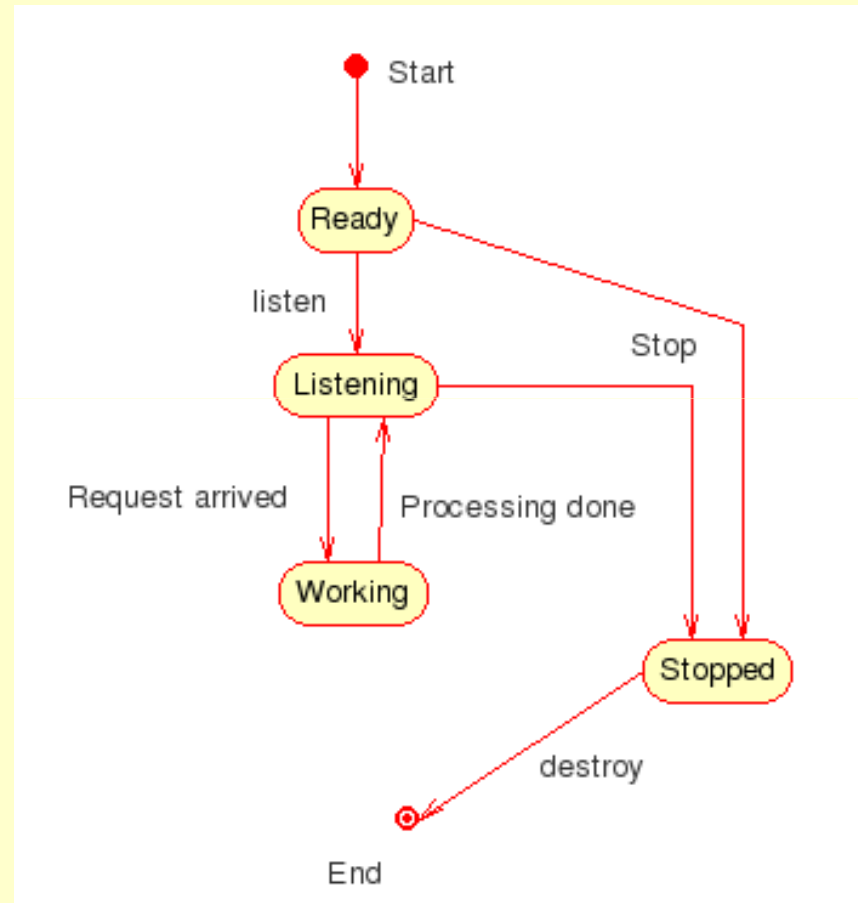 Start
Ready
listen
Stop
Listening
Request arrived
Processing done
Working
Stopped
destroy
End